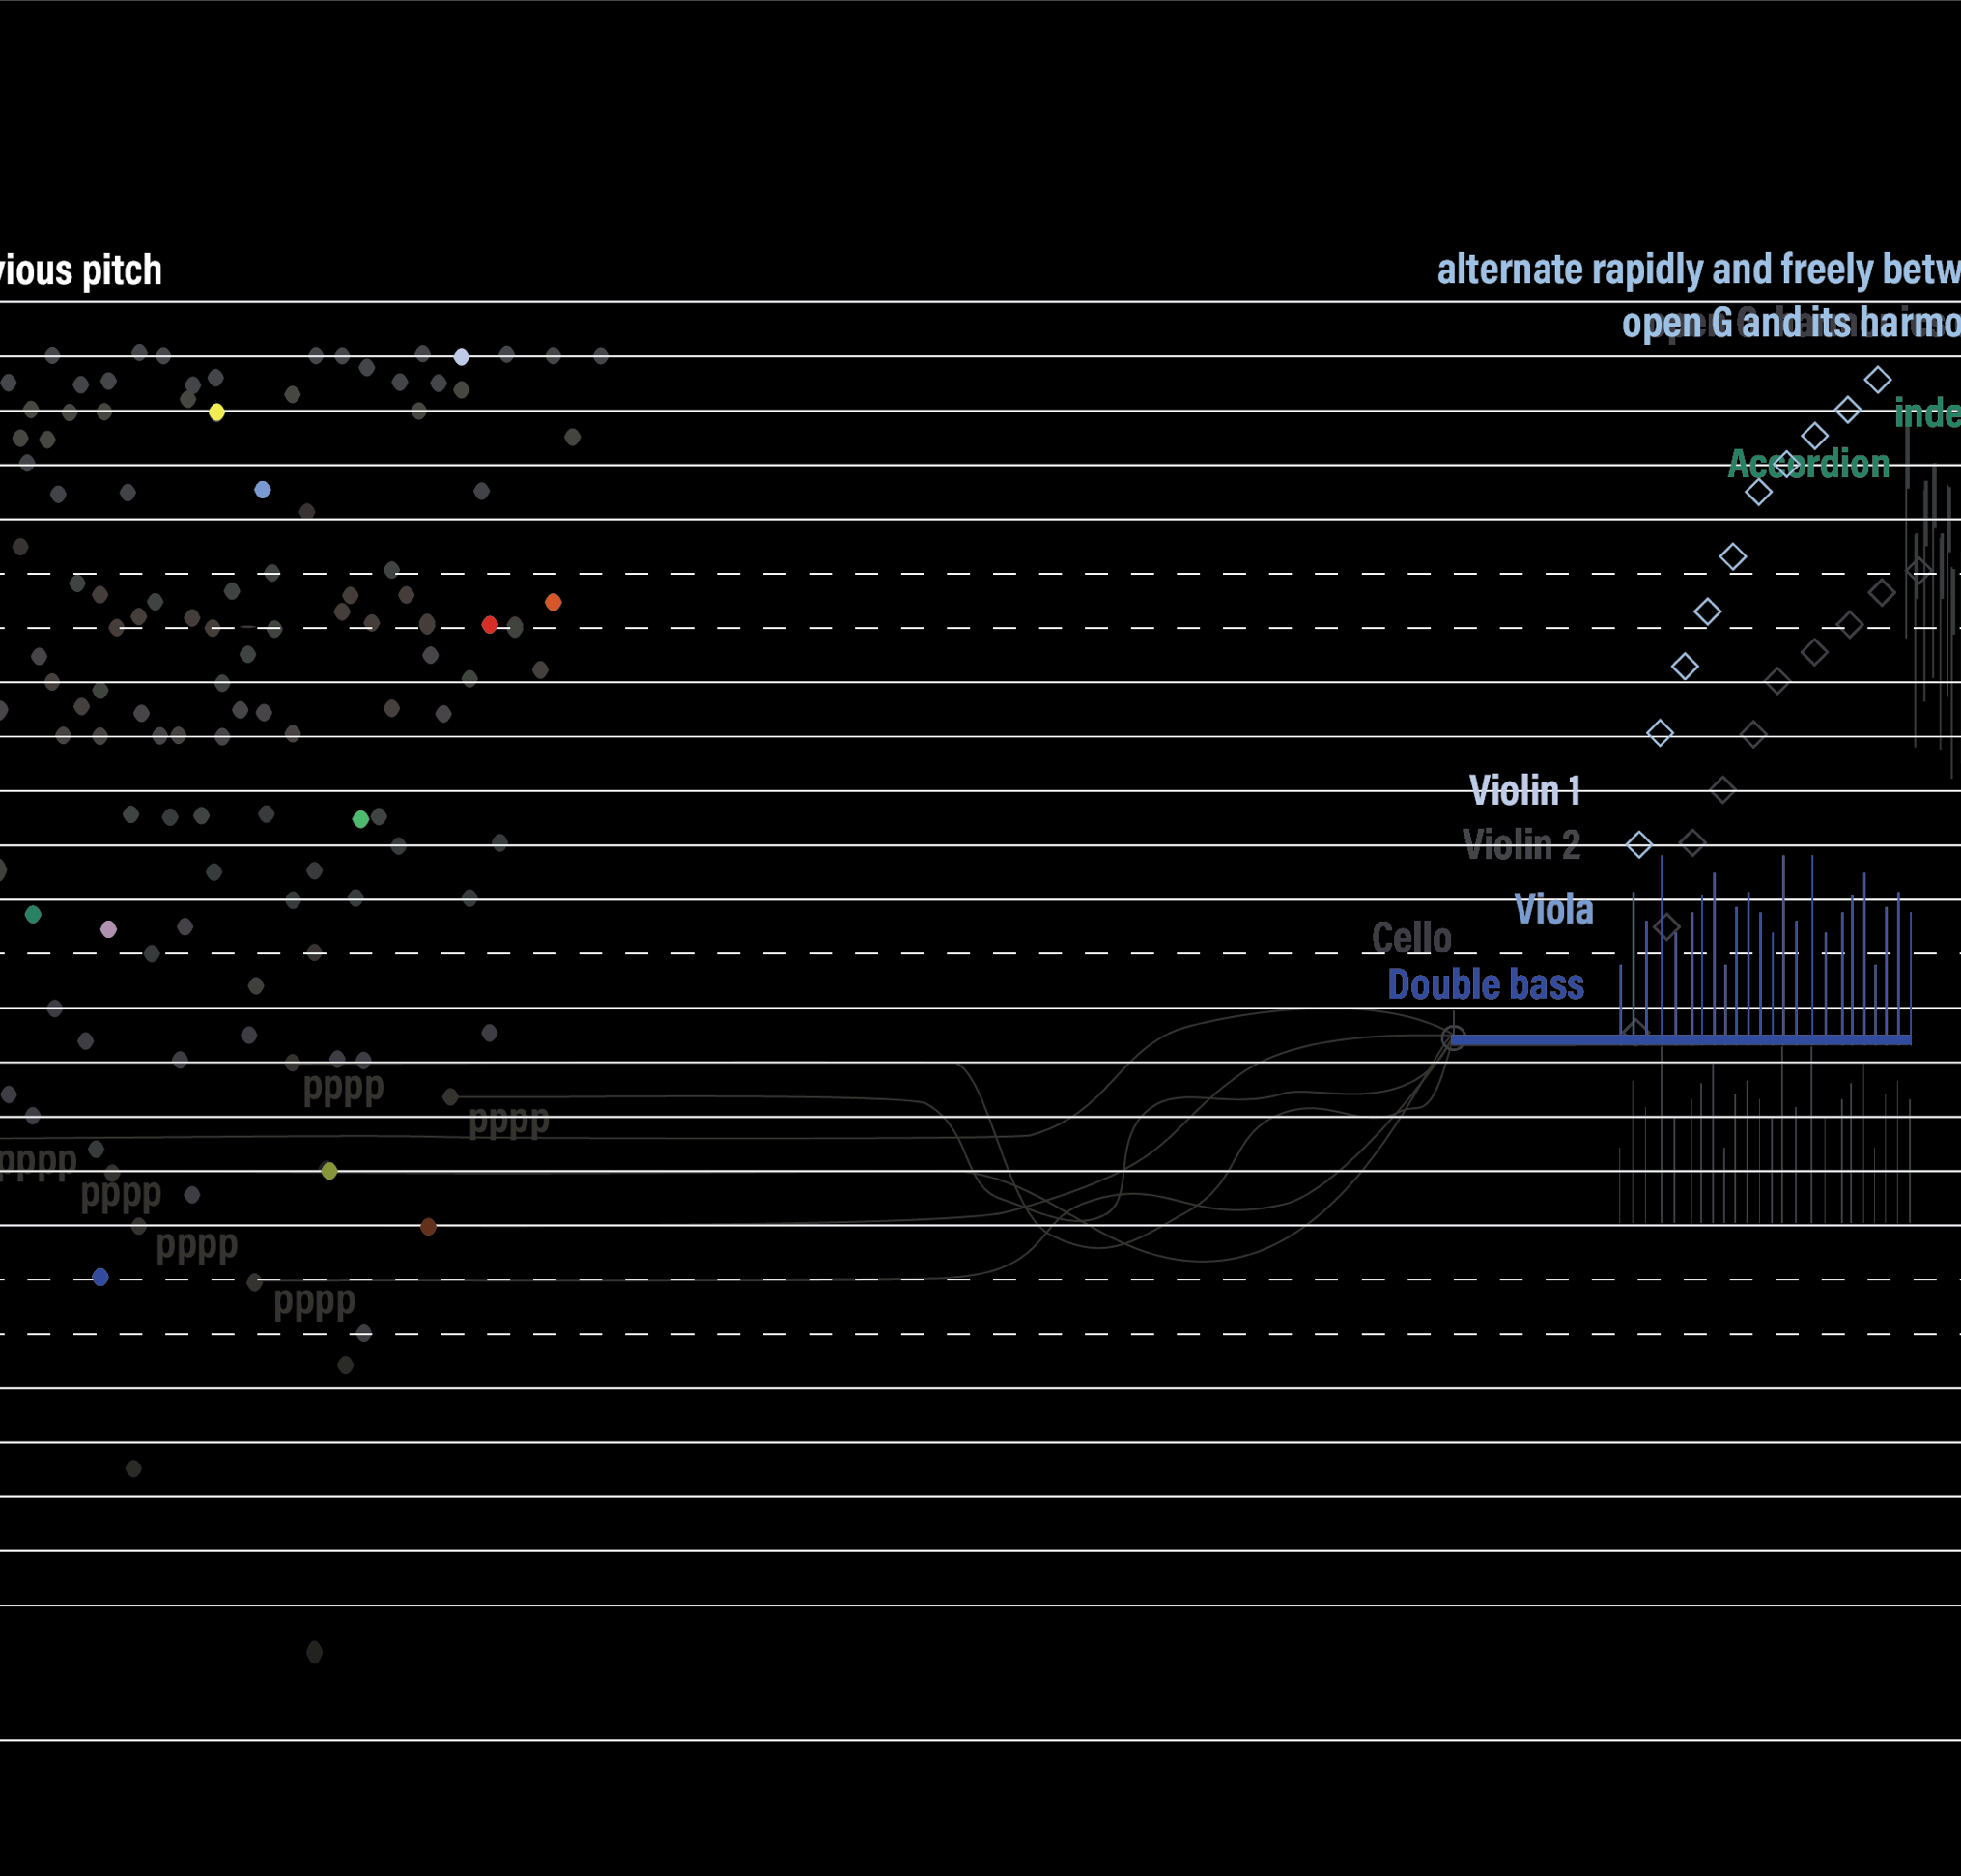 vious pitch
alternate rapidly and freely betw
open G and its harmo
inde
Accordion
Violin 1
Violin 2
Viola
Cello
Double bass
pppp
pppp
pppp
pppp
pppp
pppp